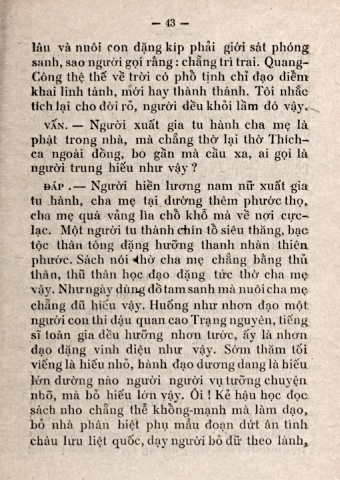 — 43 —
lâu và nuôi con đặng kíp phải giới sát phóng
sanh, sao người gọi rằng : chẳng trì trai. Quang-
Công thệ thế về trời có phổ tịnh chỉ đạo diềm
khai linh tánh, mới hay thành thánh. Tôi nhắc
tích lại cho đời rỏ, người đều khỏi lầm đó vậy.
VẤN. — Người xuất gia tu hành cha mẹ là
phật trong nhà, mà chẳng thờ lại thờ Thích-
ca ngoài đồng, bỏ gần mà cầu xa, ai gọi là
người trung hiếu như vậy ?
ĐÁP . — Người hiền lương nam nữ xuất gia
tu hành, cha mẹ tại đường thêm phước thọ,
cha mẹ quá vảng lìa chổ khổ mà về nơi cực-
lạc. Một người tu thành chín tổ siêu thăng, bạc
tộc thân tông đặng hưởng thanh nhàn thiên
phước. Sách nói thờ cha mẹ chẳng bằng thủ
thân, thủ thân học đạo đặng tức thờ cha mẹ
vậy. Như ngày dùng đồ tam sanh mà nuôi cha mẹ
chẳng đủ hiếu vậy. Huống như nhơn đạo một
người con thi đậu quan cao Trạng nguyên, tiếng
sĩ toàn gia đều hưởng nhơn tước, ấy là nhơn
đạo đặng vinh diệu như vậy. Sớm thăm tối
viếng là hiếu nhỏ, hành đạo dương dang là hiếu
lớn dường nào người người vụ tưởng chuyện
nhỏ, mà bỏ hiếu lớn vậy. Ôi ! Kẻ hậu học đọc
sách nho chẳng thể khổng-mạnh mà làm đạo,
bỏ nhà phân biệt phụ mẩu đoạn dứt ân tình
châu lưu liệt quốc, dạy người bỏ dữ theo lành,